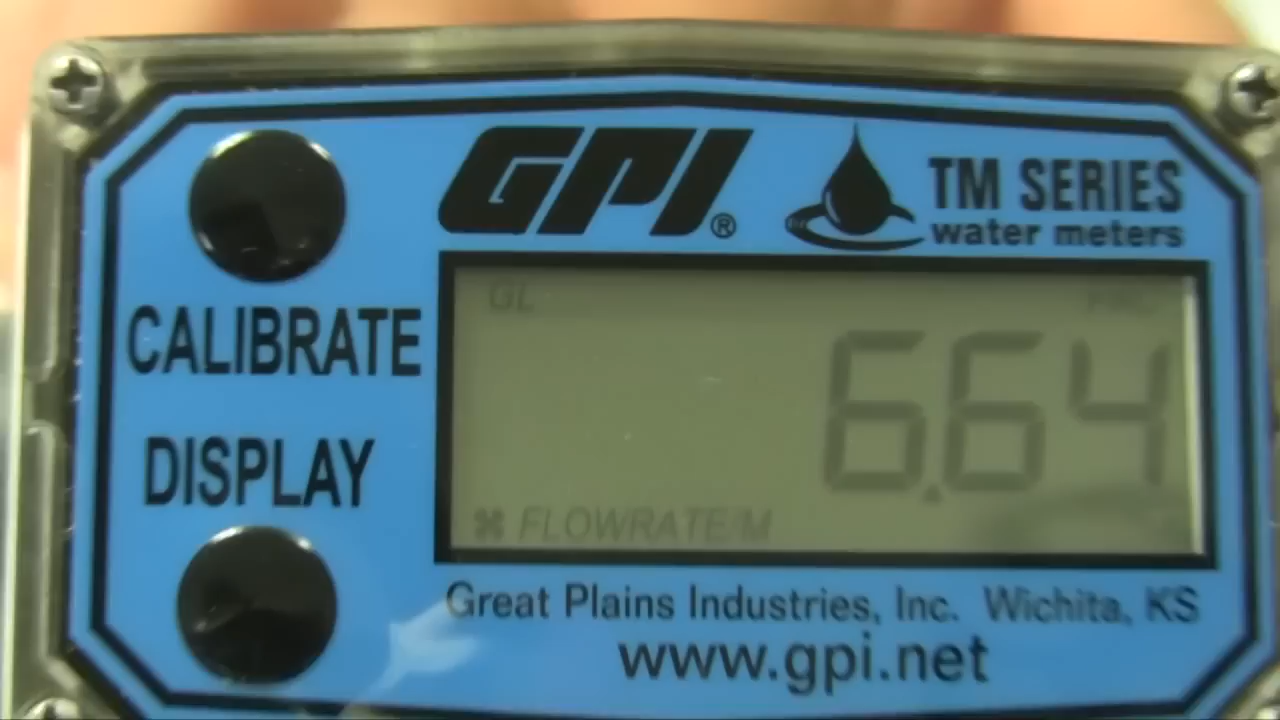 GPI®
TM SERIES
water meters
CALIBRATE
DISPLAY
GL FAC
6.64
FLOWRATE/M
Great Plains Industries, Inc. Wichita, KS
www.gpi.net